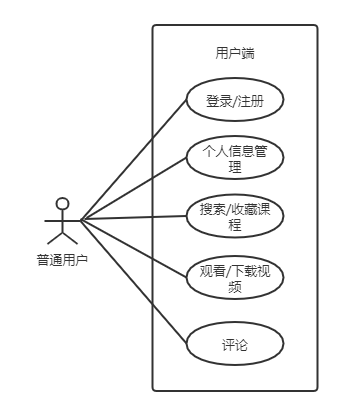 用户端
登录/注册
个人信息管
理
搜索/收藏课
程
普通用户
观看/下载视
频
评论